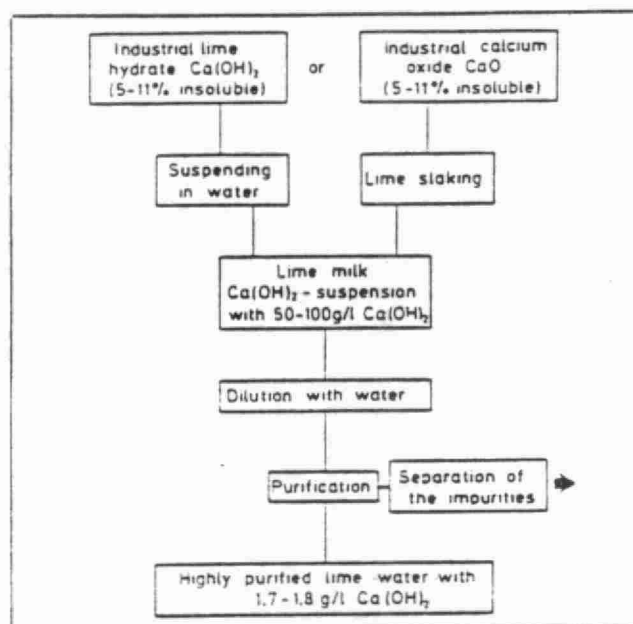 Industrial lime
hydrate Ca(OH)₂
(5-11% insoluble)
or
Industrial calcium
oxide CaO
(5-11% insoluble)
Suspending
in water
Lime slaking
Lime milk
Ca(OH)₂ - suspension
with 50-100g/l Ca(OH)₂
Dilution with water
Purification
Separation of
the impurities
Highly purified lime water with
1.7-1.8 g/l Ca(OH)₂